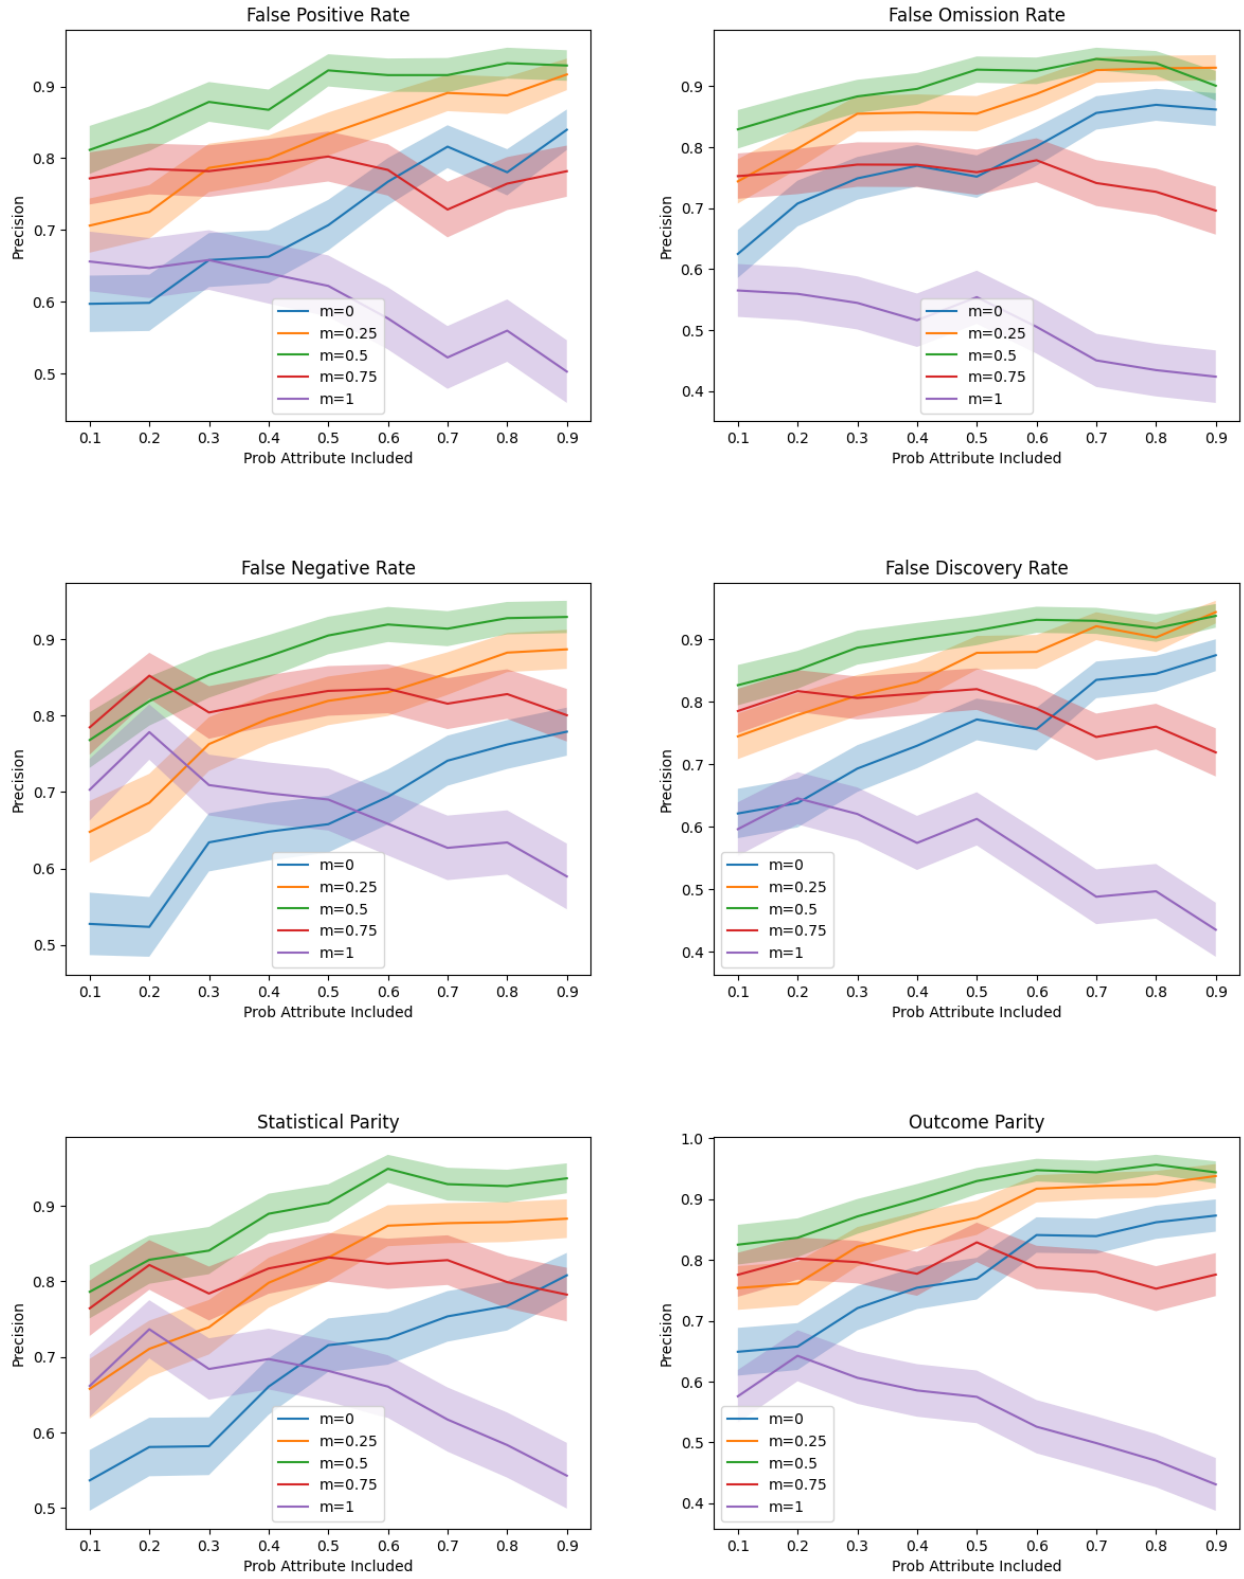 False Positive Rate
Precision
0.9
0.8
0.7
0.6
0.5
m=0
m=0.25
m=0.5
m=0.75
m=1
0.1 0.2 0.3 0.4 0.5 0.6 0.7 0.8 0.9
Prob Attribute Included
False Omission Rate
Precision
0.9
0.8
0.7
0.6
0.5
0.4
m=0
m=0.25
m=0.5
m=0.75
m=1
0.1 0.2 0.3 0.4 0.5 0.6 0.7 0.8 0.9
Prob Attribute Included
False Negative Rate
Precision
0.9
0.8
0.7
0.6
0.5
m=0
m=0.25
m=0.5
m=0.75
m=1
0.1 0.2 0.3 0.4 0.5 0.6 0.7 0.8 0.9
Prob Attribute Included
False Discovery Rate
Precision
0.9
0.8
0.7
0.6
0.5
0.4
m=0
m=0.25
m=0.5
m=0.75
m=1
0.1 0.2 0.3 0.4 0.5 0.6 0.7 0.8 0.9
Prob Attribute Included
Statistical Parity
Precision
0.9
0.8
0.7
0.6
0.5
m=0
m=0.25
m=0.5
m=0.75
m=1
0.1 0.2 0.3 0.4 0.5 0.6 0.7 0.8 0.9
Prob Attribute Included
Outcome Parity
Precision
1.0
0.9
0.8
0.7
0.6
0.5
0.4
m=0
m=0.25
m=0.5
m=0.75
m=1
0.1 0.2 0.3 0.4 0.5 0.6 0.7 0.8 0.9
Prob Attribute Included